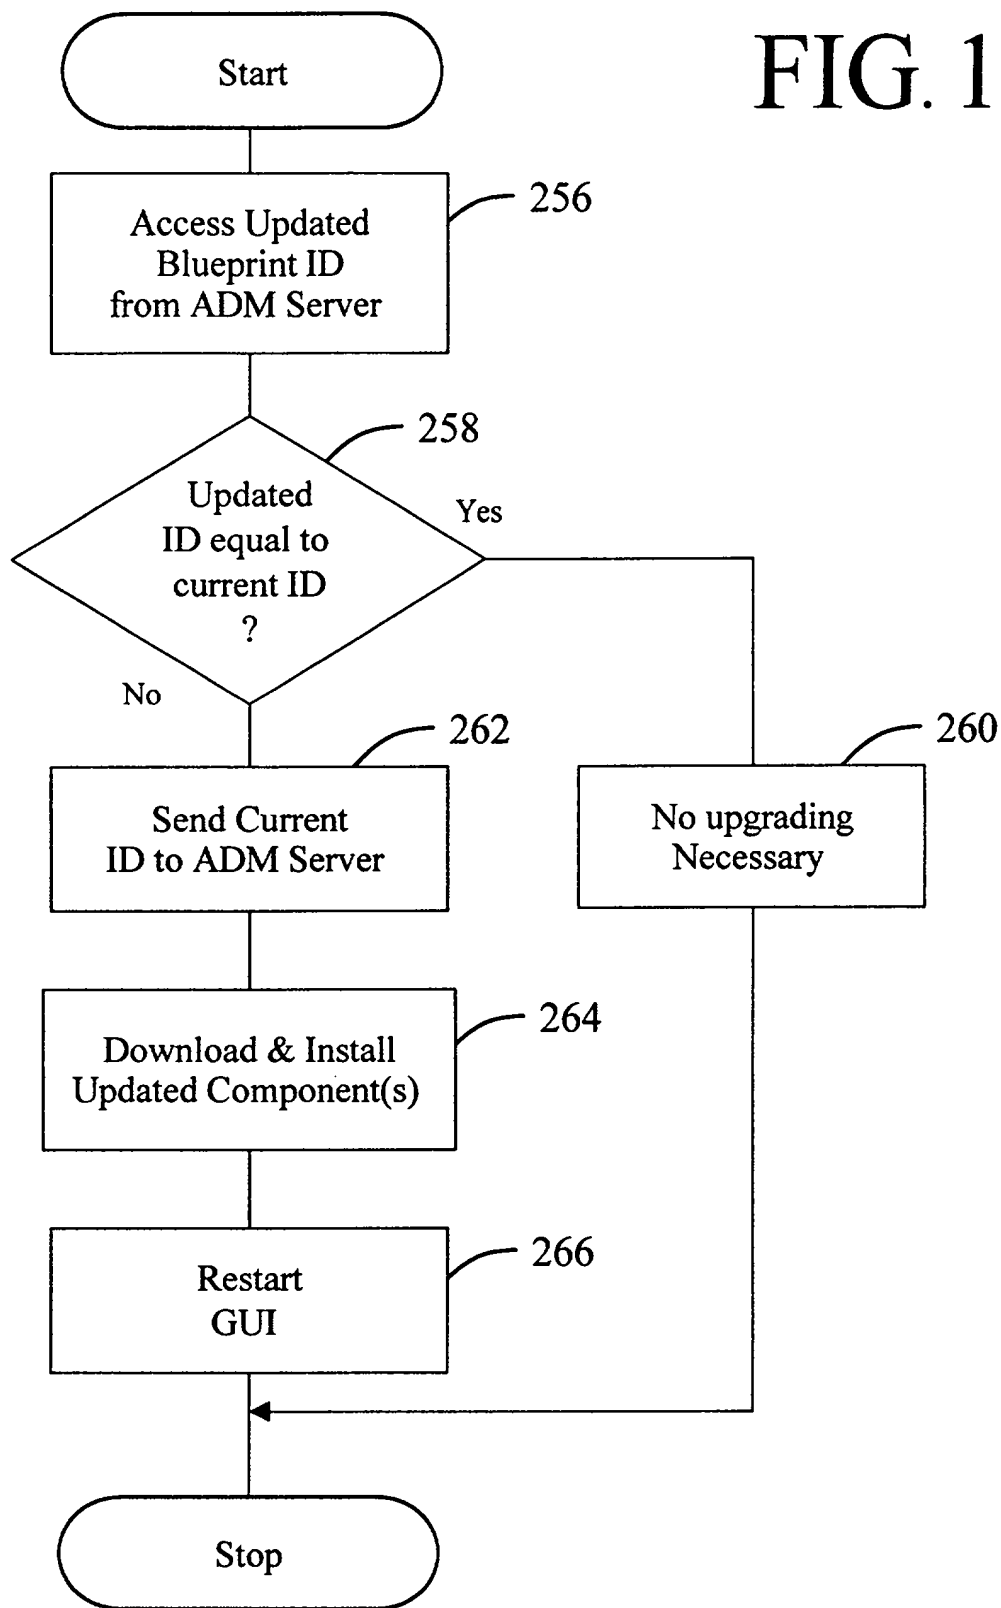 FIG. 1
Start
256
Access Updated
Blueprint ID
from ADM Server
258
Updated
ID equal to
current ID
?
Yes
No
262
Send Current
ID to ADM Server
260
No upgrading
Necessary
264
Download & Install
Updated Component(s)
266
Restart
GUI
Stop